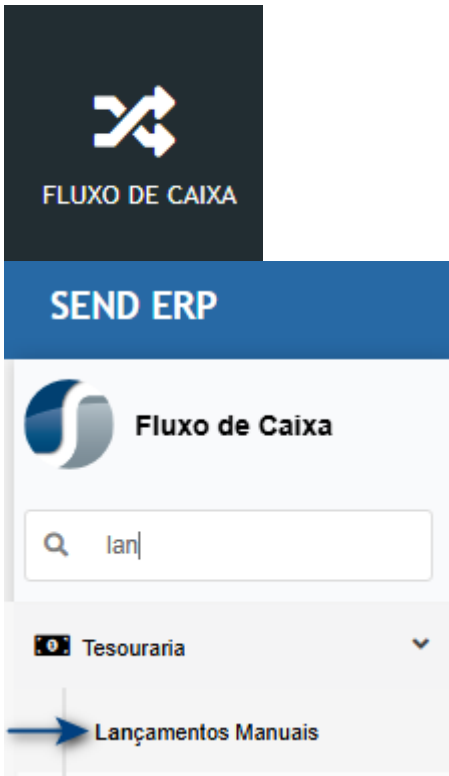 FLUXO DE CAIXA
SEND ERP
Fluxo de Caixa
lan
Tesouraria
Lançamentos Manuais